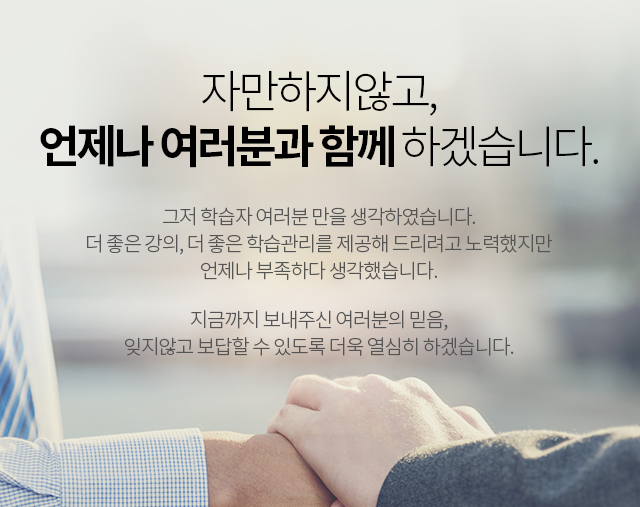 자만하지않고,
언제나 여러분과 함께 하겠습니다.
그저 학습자 여러분 만을 생각하였습니다.
더 좋은 강의, 더 좋은 학습관리를 제공해 드리려고 노력했지만
언제나 부족하다 생각했습니다.
지금까지 보내주신 여러분의 믿음,
잊지않고 보답할 수 있도록 더욱 열심히 하겠습니다.